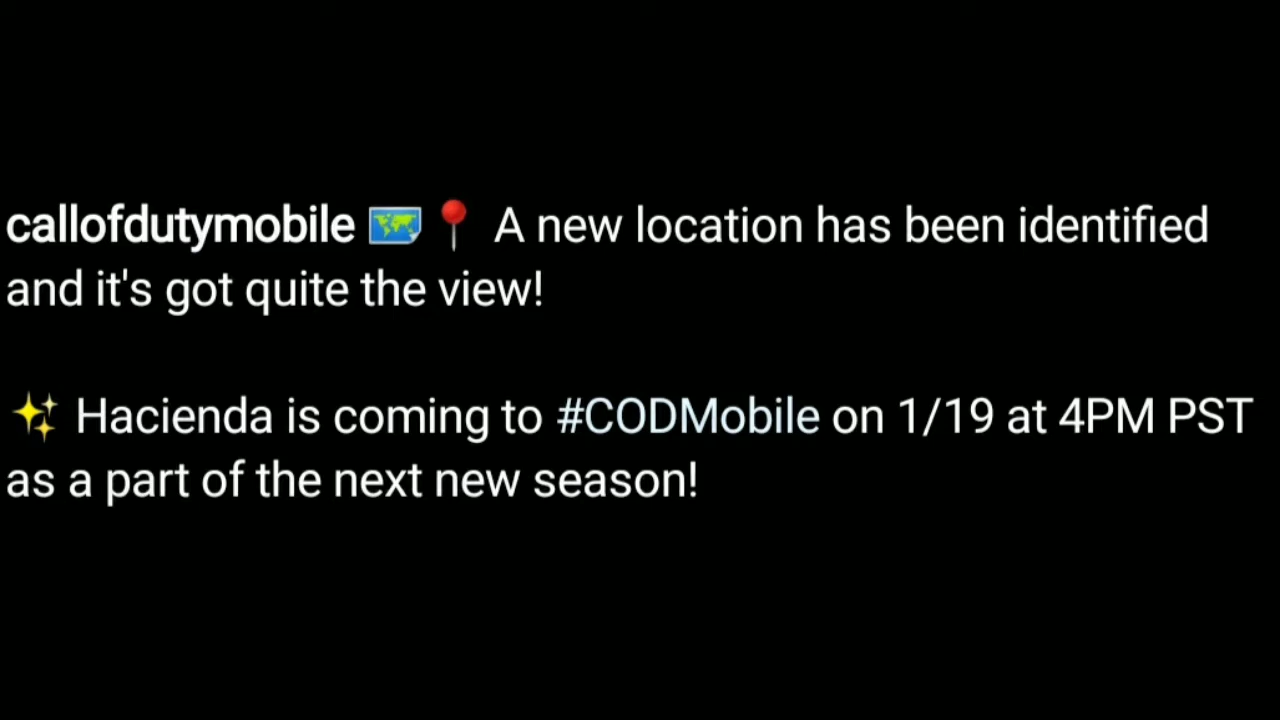 callofdutymobile 🗺️📍 A new location has been identified
and it's got quite the view!
✨ Hacienda is coming to #CODMobile on 1/19 at 4PM PST
as a part of the next new season!